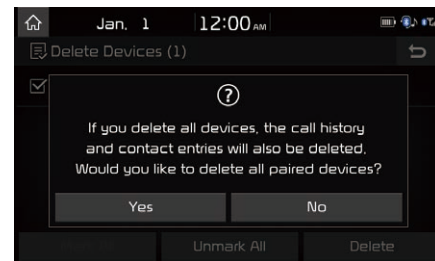 Jan. 1 12:00 AM
Delete Devices (1)
?
If you delete all devices, the call history
and contact entries will also be deleted.
Would you like to delete all paired devices?
Yes No
Unmark All Delete